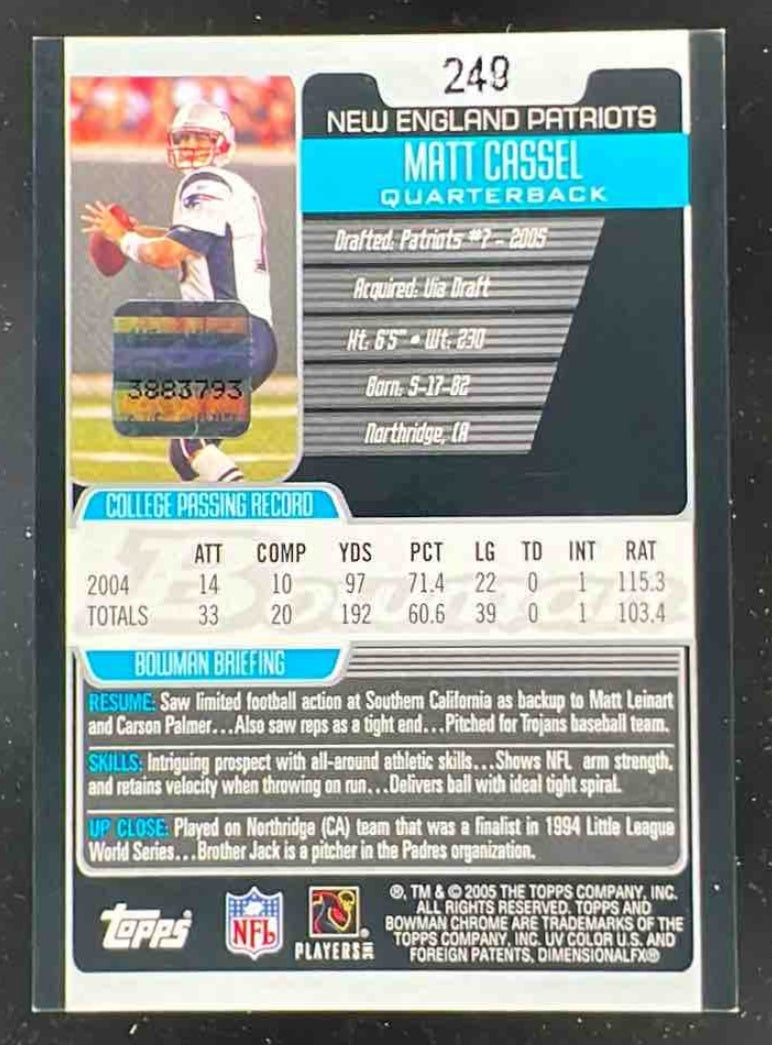 249
NEW ENGLAND PATRIOTS
MATT CASSEL
QUARTERBACK
Drafted: Patriots #7 - 2005
Acquired: Via Draft
Ht: 6'5" • Wt: 230
Born: 5-17-82
Northridge, CA
3883793
COLLEGE PASSING RECORD
ATT COMP YDS PCT LG TD INT RAT
2004 14 10 97 71.4 22 0 1 115.3
TOTALS 33 20 192 60.6 39 0 1 103.4
Bowman
BOWMAN BRIEFING
RESUME: Saw limited football action at Southern California as backup to Matt Leinart
and Carson Palmer...Also saw reps as a tight end...Pitched for Trojans baseball team.
SKILLS: Intriguing prospect with all-around athletic skills...Shows NFL arm strength,
and retains velocity when throwing on run...Delivers ball with ideal tight spiral.
UP CLOSE: Played on Northridge (CA) team that was a finalist in 1994 Little League
World Series...Brother Jack is a pitcher in the Padres organization.
topps
NFL
PLAYERS INC
®, TM & © 2005 THE TOPPS COMPANY, INC.
ALL RIGHTS RESERVED. TOPPS AND
BOWMAN CHROME ARE TRADEMARKS OF THE
TOPPS COMPANY, INC. UV COLOR U.S. AND
FOREIGN PATENTS, DIMENSIONALFX®